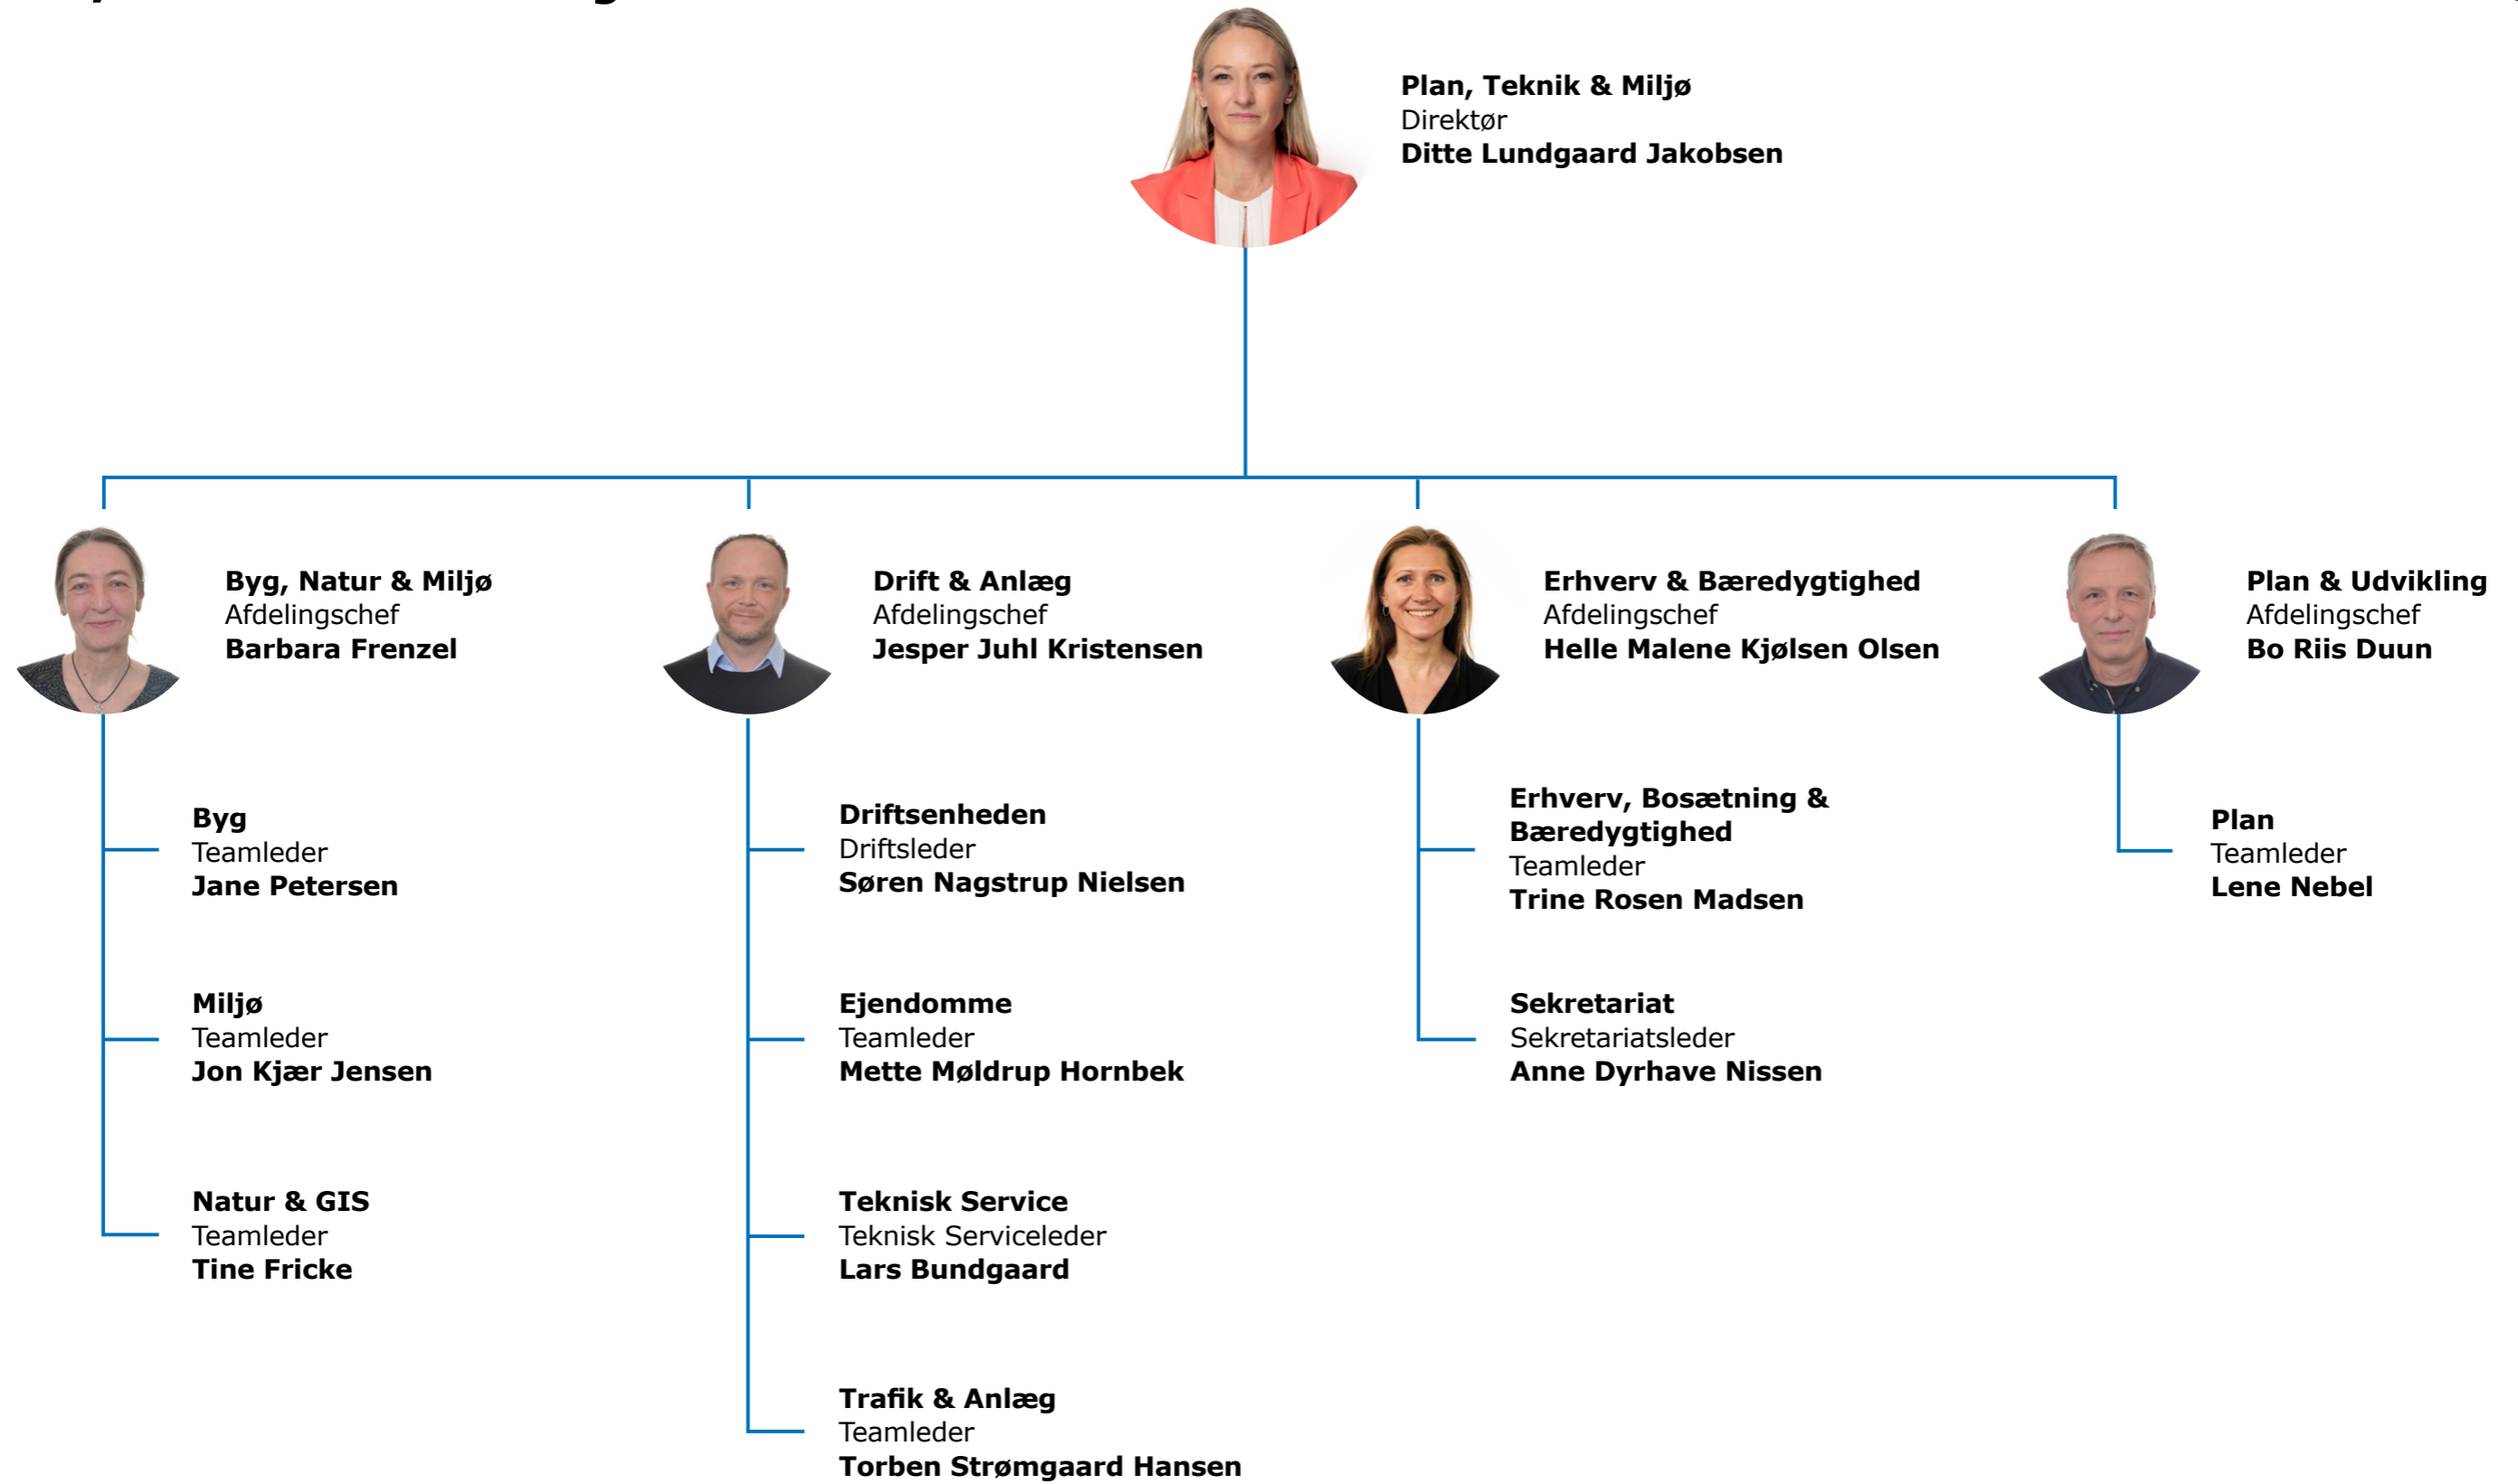 Plan, Teknik & Miljø
Direktør
Ditte Lundgaard Jakobsen
Byg, Natur & Miljø
Afdelingschef
Barbara Frenzel
Byg
Teamleder
Jane Petersen
Miljø
Teamleder
Jon Kjær Jensen
Natur & GIS
Teamleder
Tine Fricke
Drift & Anlæg
Afdelingschef
Jesper Juhl Kristensen
Driftsenheden
Driftsleder
Søren Nagstrup Nielsen
Ejendomme
Teamleder
Mette Møldrup Hornbek
Teknisk Service
Teknisk Serviceleder
Lars Bundgaard
Trafik & Anlæg
Teamleder
Torben Strømgaard Hansen
Erhverv & Bæredygtighed
Afdelingschef
Helle Malene Kjølsen Olsen
Erhverv, Bosætning &
Bæredygtighed
Teamleder
Trine Rosen Madsen
Sekretariat
Sekretariatsleder
Anne Dyrhave Nissen
Plan & Udvikling
Afdelingschef
Bo Riis Duun
Plan
Teamleder
Lene Nebel